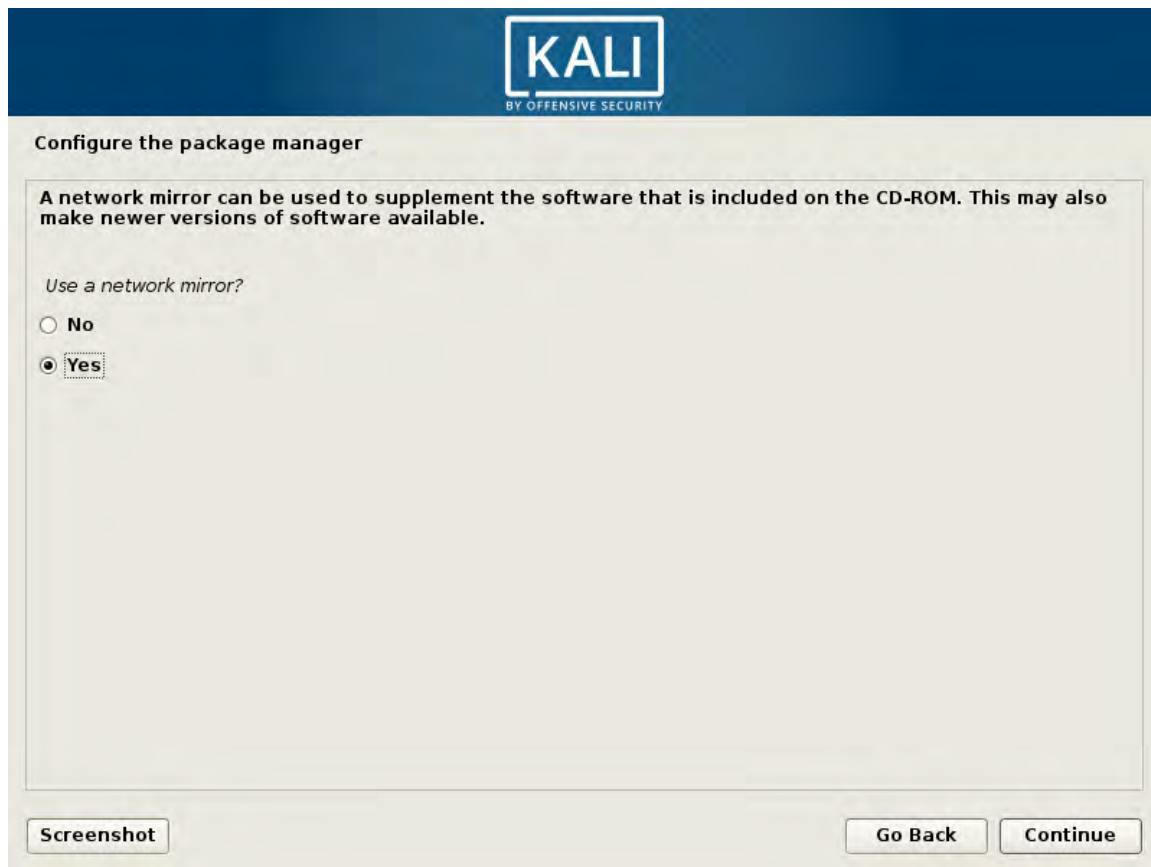 KALI
BY OFFENSIVE SECURITY
Configure the package manager
A network mirror can be used to supplement the software that is included on the CD-ROM. This may also
make newer versions of software available.
Use a network mirror?
No
Yes
Screenshot
Go Back
Continue